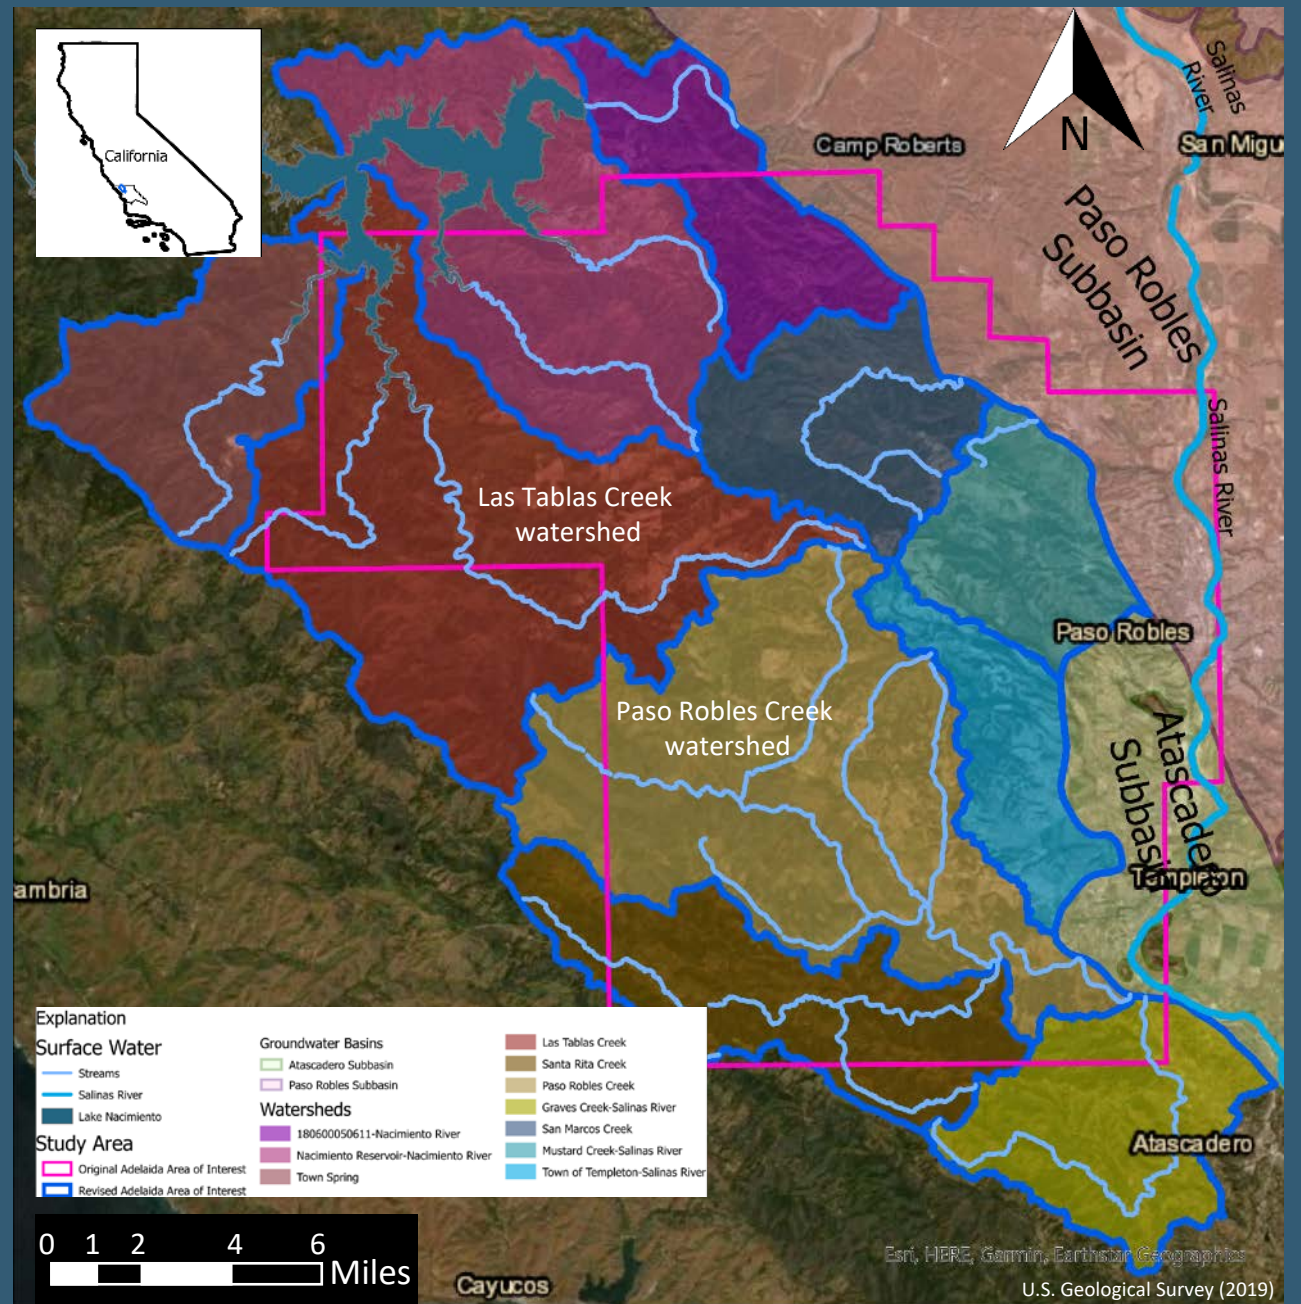 California
N
Salinas
River
San Migu
Camp Roberts
Paso Robles
Subbasin
Salinas River
Las Tablas Creek
watershed
Paso Robles
Paso Robles Creek
watershed
Atascadero
Subbasin
Templeton
ambria
Explanation
Surface Water
Streams
Salinas River
Lake Nacimiento
Study Area
Original Adelaida Area of Interest
Revised Adelaida Area of Interest
Groundwater Basins
Atascadero Subbasin
Paso Robles Subbasin
Watersheds
180600050611-Nacimiento River
Nacimiento Reservoir-Nacimiento River
Town Spring
Las Tablas Creek
Santa Rita Creek
Paso Robles Creek
Graves Creek-Salinas River
San Marcos Creek
Mustard Creek-Salinas River
Town of Templeton-Salinas River
Atascadero
0 1 2 4 6
Miles
Cayucos
Esri, HERE, Garmin, Earthstar Geographics
U.S. Geological Survey (2019)